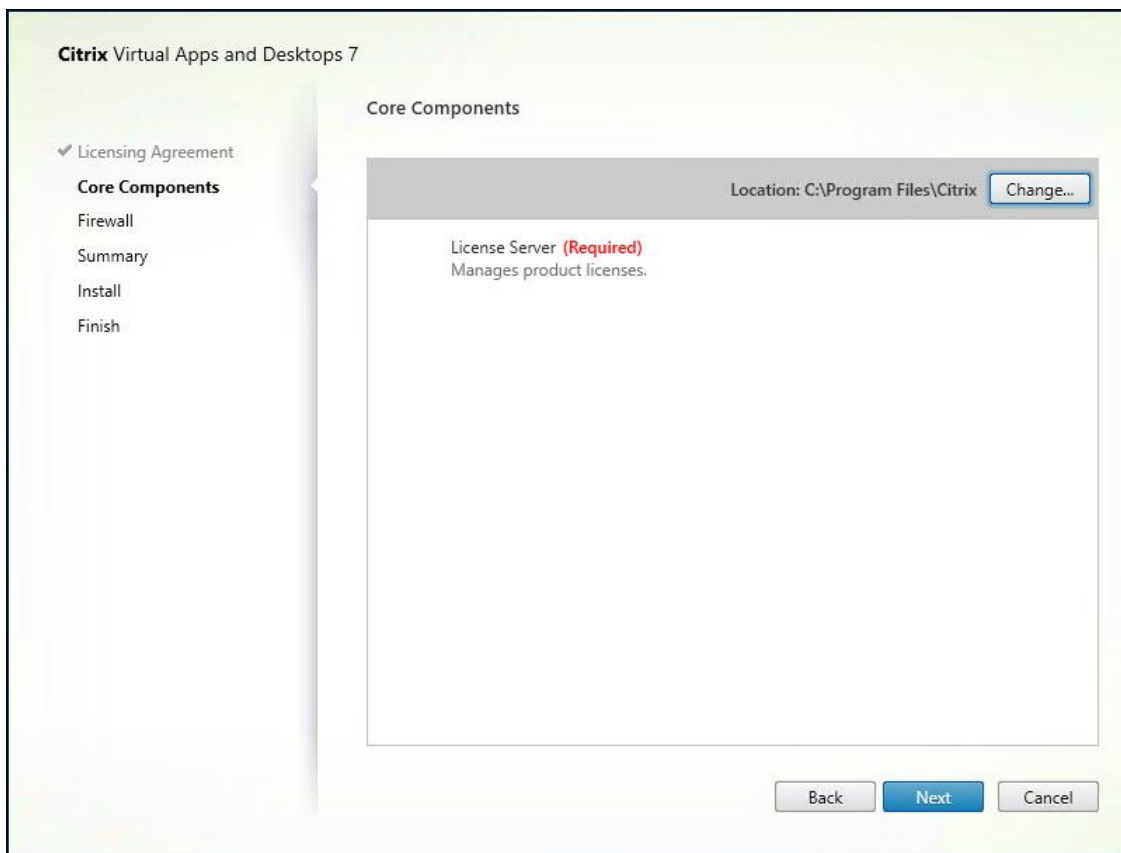 Citrix Virtual Apps and Desktops 7
Licensing Agreement
Core Components
Firewall
Summary
Install
Finish
Core Components
Location: C:\Program Files\Citrix
Change...
License Server (Required)
Manages product licenses.
Back
Next
Cancel